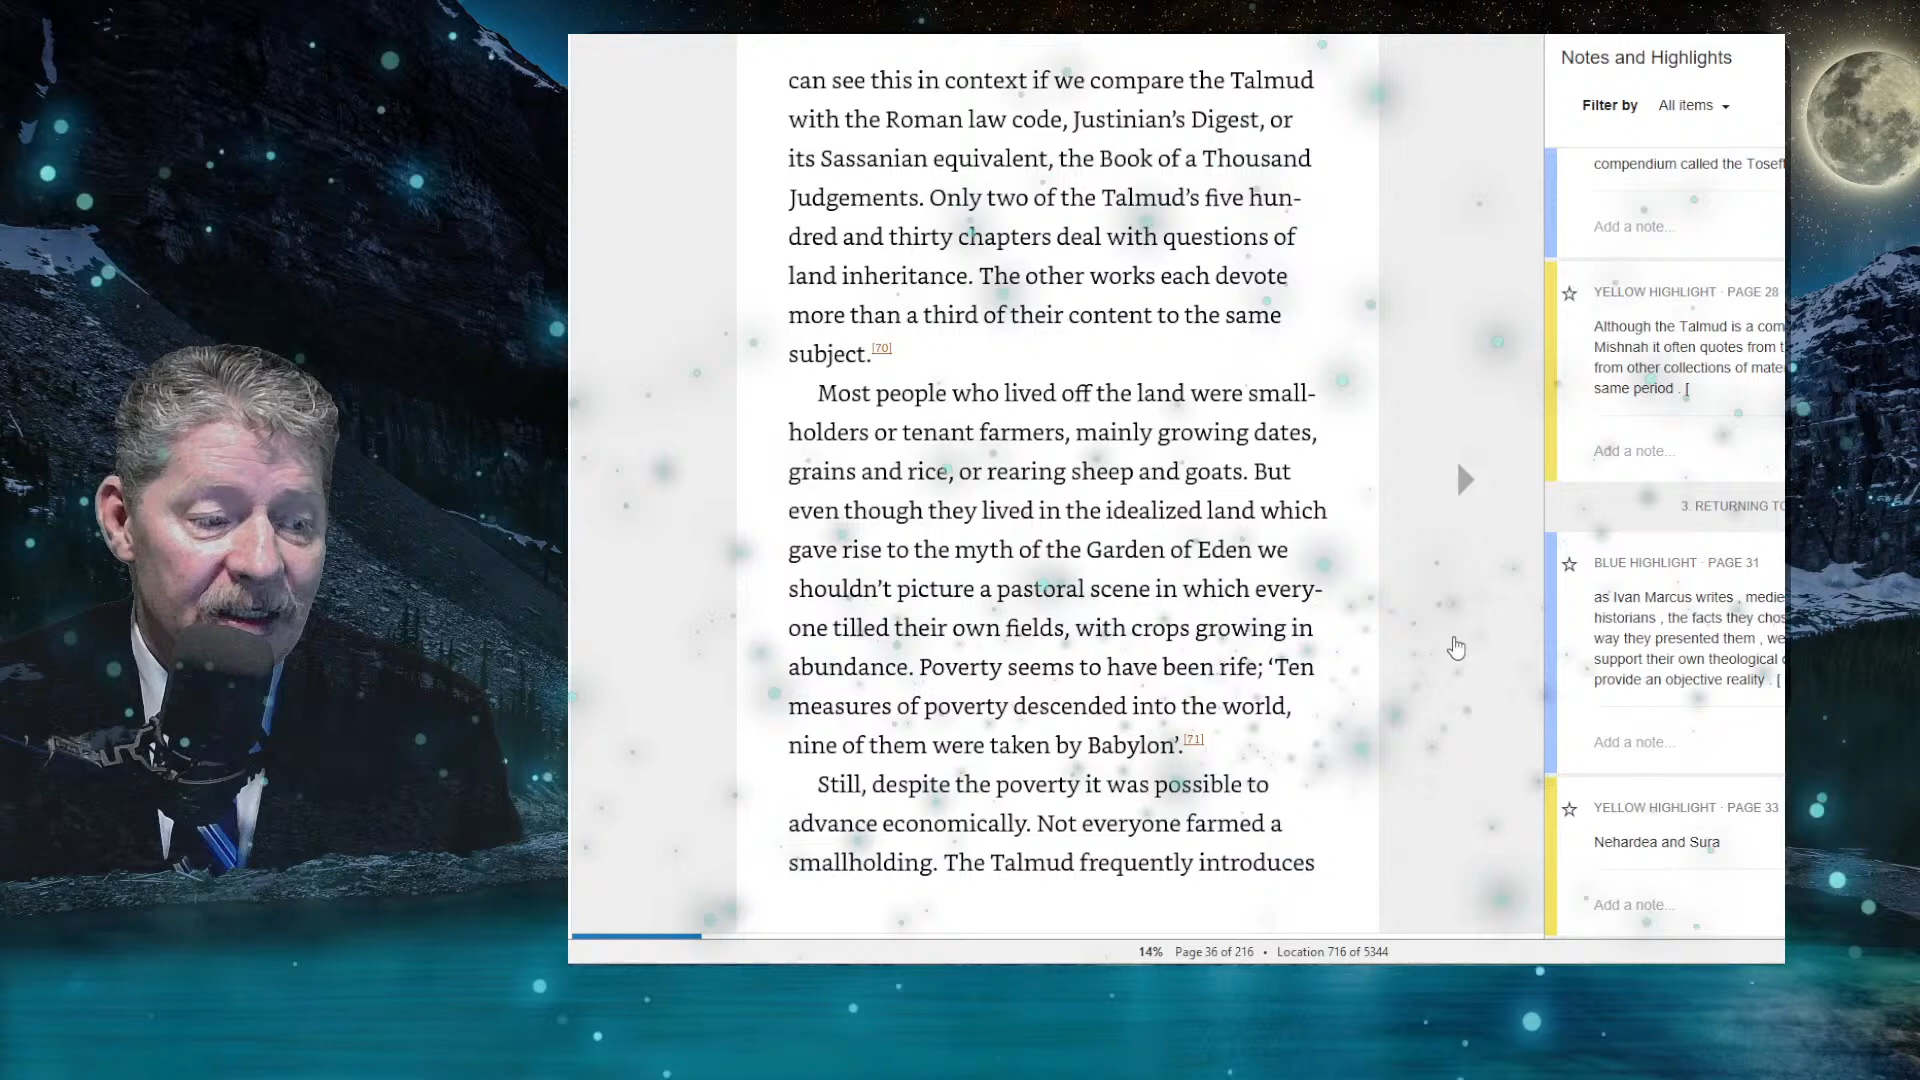 can see this in context if we compare the Talmud
with the Roman law code, Justinian's Digest, or
its Sassanian equivalent, the Book of a Thousand
Judgements. Only two of the Talmud's five hun-
dred and thirty chapters deal with questions of
land inheritance. The other works each devote
more than a third of their content to the same
subject.[70]
Most people who lived off the land were small-
holders or tenant farmers, mainly growing dates,
grains and rice, or rearing sheep and goats. But
even though they lived in the idealized land which
gave rise to the myth of the Garden of Eden we
shouldn't picture a pastoral scene in which every-
one tilled their own fields, with crops growing in
abundance. Poverty seems to have been rife; 'Ten
measures of poverty descended into the world,
nine of them were taken by Babylon'.[71]
Still, despite the poverty it was possible to
advance economically. Not everyone farmed a
smallholding. The Talmud frequently introduces
14% Page 36 of 216 • Location 716 of 5344
Notes and Highlights
Filter by All items
compendium called the Tosef
Add a note...
YELLOW HIGHLIGHT · PAGE 28
Although the Talmud is a com
Mishnah it often quotes from t
from other collections of mate
same period . [
Add a note...
3. RETURNING TO
BLUE HIGHLIGHT · PAGE 31
as Ivan Marcus writes , medie
historians , the facts they chos
way they presented them , we
support their own theological
provide an objective reality . [
Add a note...
YELLOW HIGHLIGHT · PAGE 33
Nehardea and Sura
Add a note...